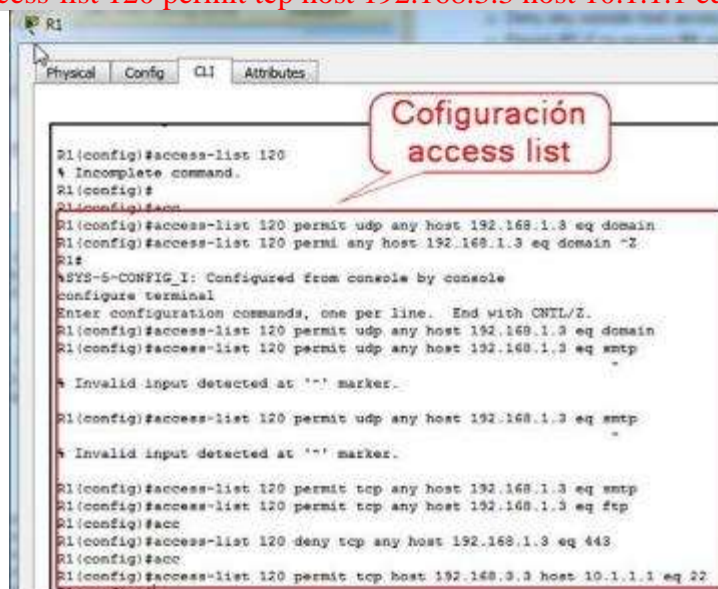 access-list 120 permit tcp host 192.168.3.3 host 10.1.1.1 eq
R1
Physical Config CLI Attributes
Cofiguración
access list
R1(config)#access-list 120
% Incomplete command.
R1(config)#
R1(config)#acc
R1(config)#access-list 120 permit udp any host 192.168.1.3 eq domain
R1(config)#access-list 120 permi any host 192.168.1.3 eq domain ^Z
R1#
%SYS-5-CONFIG_I: Configured from console by console
configure terminal
Enter configuration commands, one per line. End with CNTL/Z.
R1(config)#access-list 120 permit udp any host 192.168.1.3 eq domain
R1(config)#access-list 120 permit udp any host 192.168.1.3 eq smtp
^
% Invalid input detected at '^' marker.
R1(config)#access-list 120 permit udp any host 192.168.1.3 eq smtp
^
% Invalid input detected at '^' marker.
R1(config)#access-list 120 permit tcp any host 192.168.1.3 eq smtp
R1(config)#access-list 120 permit tcp any host 192.168.1.3 eq ftp
R1(config)#acc
R1(config)#access-list 120 deny tcp any host 192.168.1.3 eq 443
R1(config)#acc
R1(config)#access-list 120 permit tcp host 192.168.3.3 host 10.1.1.1 eq 22